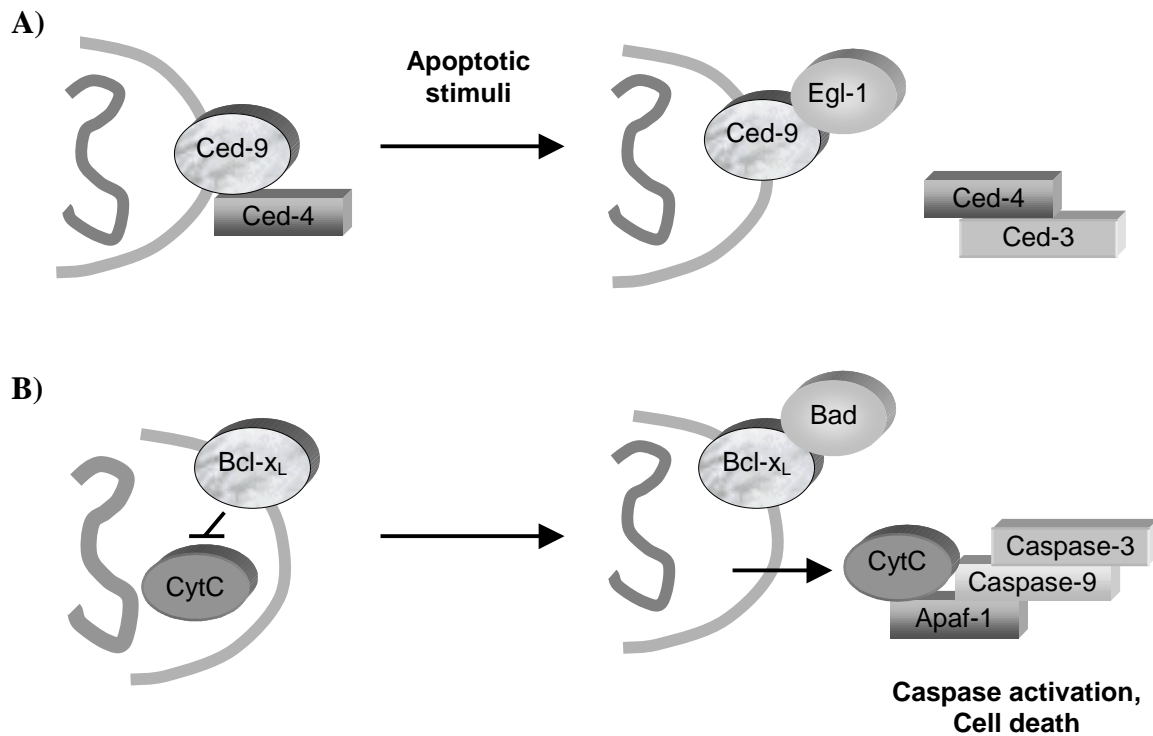 A)
Apoptotic
stimuli
Ced-9
Ced-4
Egl-1
Ced-9
Ced-4
Ced-3
B)
Bcl-xL
CytC
Bad
Bcl-xL
CytC
Caspase-3
Caspase-9
Apaf-1
Caspase activation,
Cell death